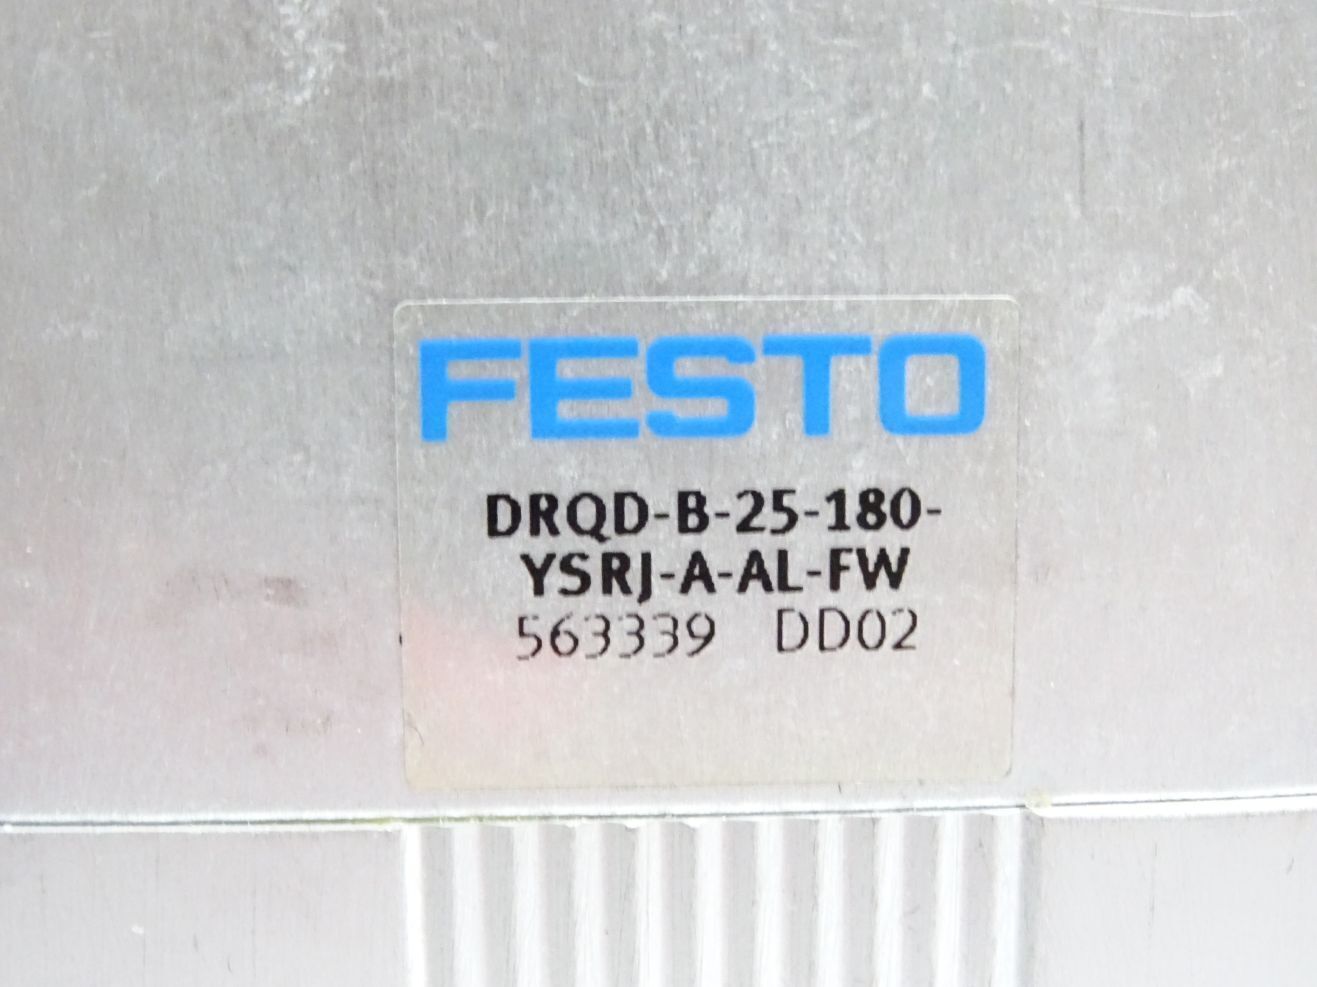 FESTO
DRQD-B-25-180-
YSRJ-A-AL-FW
563339 DD02